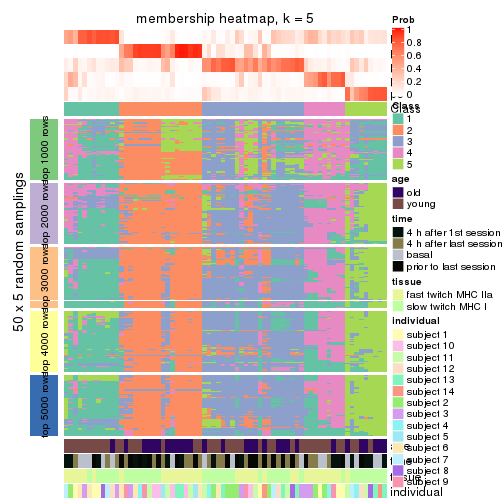 membership heatmap, k = 5
Prob
1
0.8
0.6
0.4
0.2
0
Class
Class
1
2
3
4
5
age
old
young
time
4 h after 1st session
4 h after last session
basal
prior to last session
tissue
fast twitch MHC IIa
slow twitch MHC I
individual
subject 1
subject 10
subject 11
subject 12
subject 13
subject 14
subject 2
subject 3
subject 4
subject 5
subject 6
subject 7
subject 8
subject 9
individual
50 x 5 random samplings
top 1000 rows
top 2000 rows
top 3000 rows
top 4000 rows
top 5000 rows